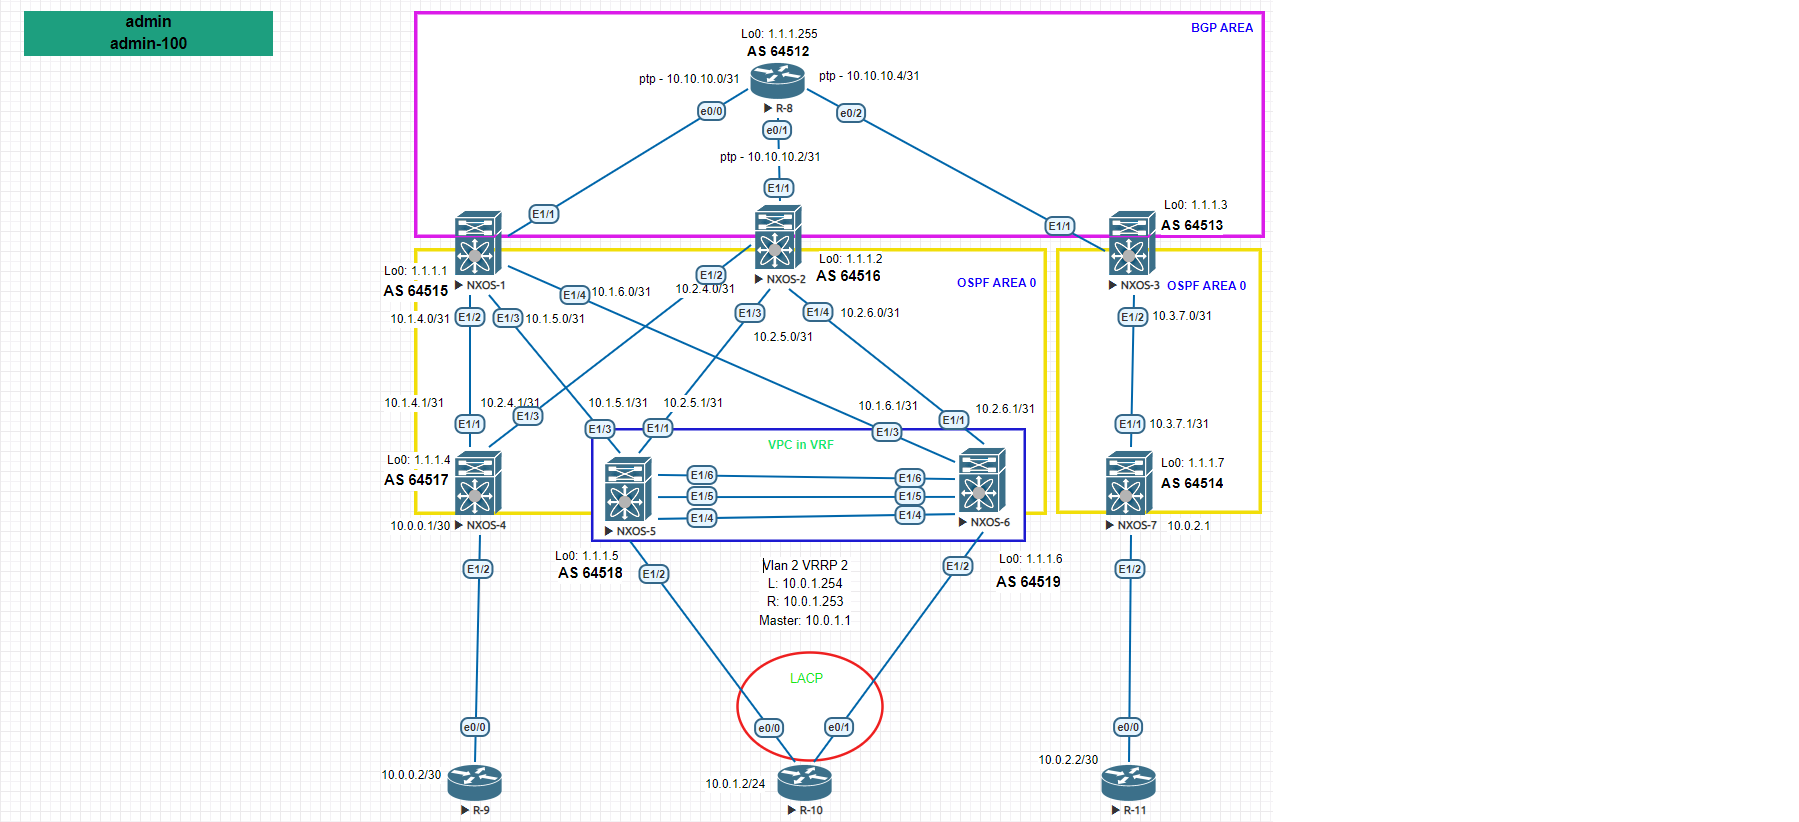 admin
admin-100
BGP AREA
Lo0: 1.1.1.255
AS 64512
ptp - 10.10.10.0/31
ptp - 10.10.10.4/31
R-8
e0/0
e0/1
e0/2
ptp - 10.10.10.2/31
E1/1
E1/1
E1/1
Lo0: 1.1.1.3
AS 64513
Lo0: 1.1.1.1
AS 64515
NXOS-1
Lo0: 1.1.1.2
AS 64516
NXOS-2
OSPF AREA 0
NXOS-3
OSPF AREA 0
E1/2
10.2.4.0/31
E1/4
10.1.6.0/31
10.1.4.0/31
E1/2
E1/3
10.1.5.0/31
E1/3
10.2.5.0/31
E1/4
10.2.6.0/31
E1/2
10.3.7.0/31
10.1.4.1/31
E1/1
10.2.4.1/31
E1/3
10.1.5.1/31
E1/3
10.2.5.1/31
E1/1
10.1.6.1/31
E1/3
10.2.6.1/31
E1/1
E1/1
10.3.7.1/31
VPC in VRF
Lo0: 1.1.1.4
AS 64517
10.0.0.1/30
NXOS-4
E1/6
E1/6
E1/5
E1/5
E1/4
E1/4
NXOS-5
NXOS-6
Lo0: 1.1.1.7
AS 64514
NXOS-7
10.0.2.1
Lo0: 1.1.1.5
AS 64518
Lo0: 1.1.1.6
AS 64519
E1/2
E1/2
E1/2
E1/2
Vlan 2 VRRP 2
L: 10.0.1.254
R: 10.0.1.253
Master: 10.0.1.1
LACP
e0/0
e0/0
e0/1
e0/0
10.0.0.2/30
R-9
10.0.1.2/24
R-10
10.0.2.2/30
R-11